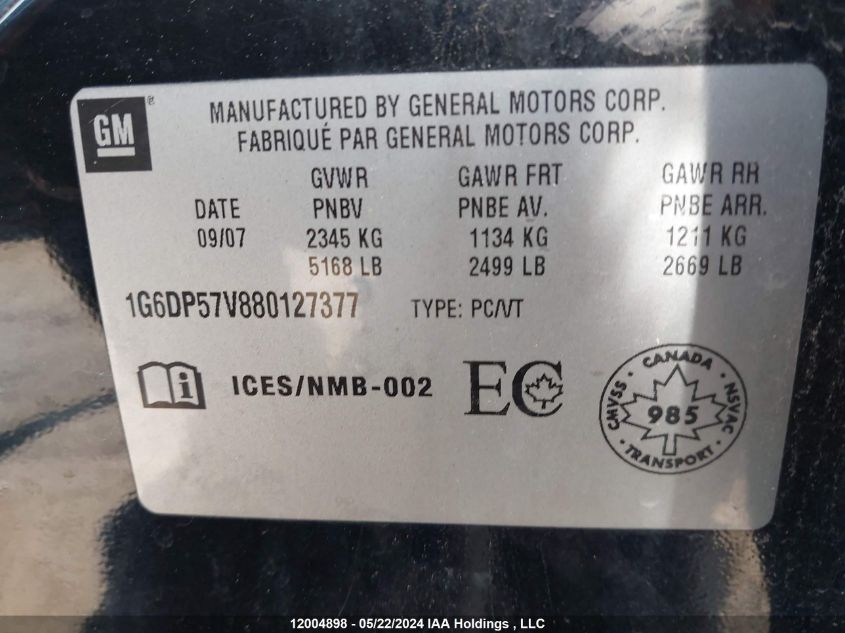 GM®
MANUFACTURED BY GENERAL MOTORS CORP.
FABRIQUÉ PAR GENERAL MOTORS CORP.
GVWR GAWR FRT GAWR RR
DATE PNBV PNBE AV. PNBE ARR.
09/07 2345 KG 1134 KG 1211 KG
5168 LB 2499 LB 2669 LB
1G6DP57V880127377 TYPE: PC/VT
i ICES/NMB-002 EC
CANADA
CMVSS 985 NSVAC
TRANSPORT
12004898 - 05/22/2024 IAA Holdings , LLC